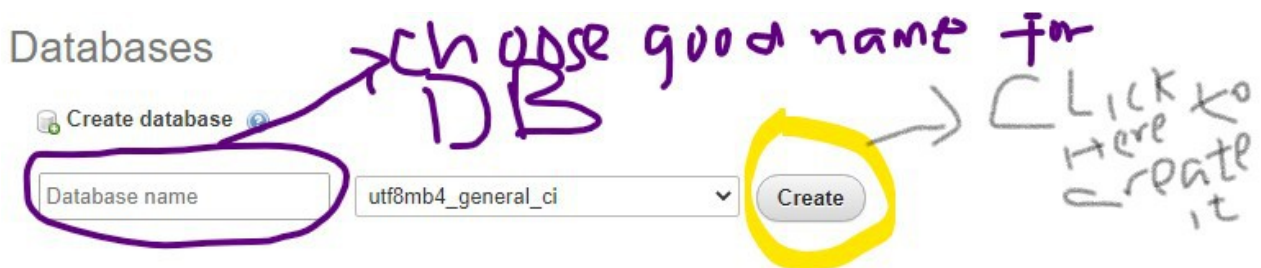 Databases
choose good name for
DB
Create database
Database name
utf8mb4_general_ci
Create
CLICK to
Here
create
it